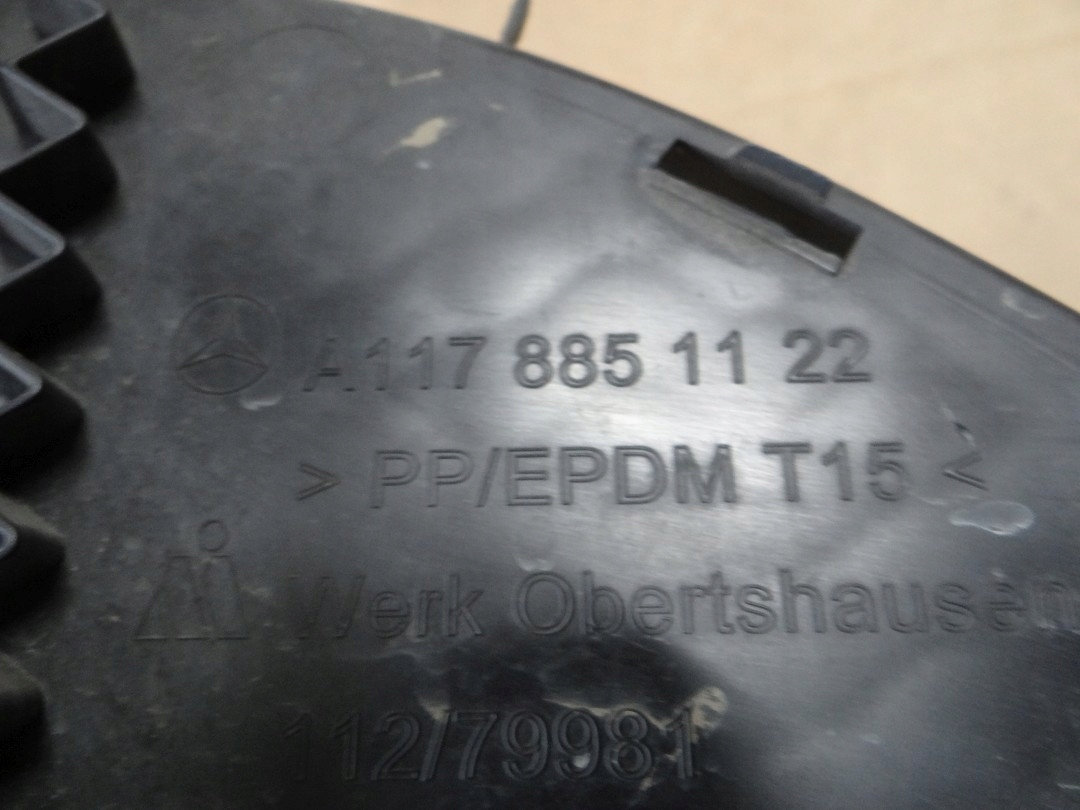 A117 885 11 22
> PP/EPDM T15 <
Werk Obertshausen
112/79981